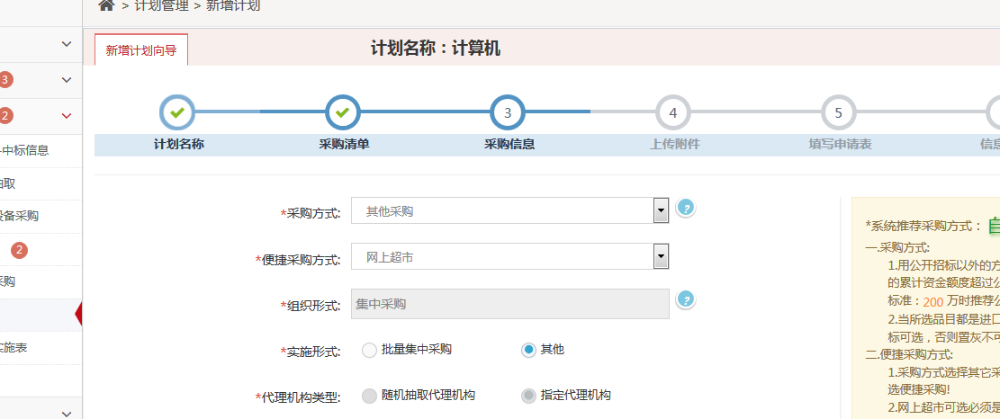 > 计划管理 > 新增计划
新增计划向导
计划名称：计算机
3
2
中标信息
抽取
设备采购
2
采购
实施表
3
4
5
计划名称
采购清单
采购信息
上传附件
填写申请表
信息
*采购方式:
其他采购
?
*便捷采购方式:
网上超市
*组织形式:
集中采购
?
*实施形式:
批量集中采购
其他
*代理机构类型:
随机抽取代理机构
指定代理机构
*系统推荐采购方式：
一.采购方式:
1.用公开招标以外的方
的累计资金额度超过公
标准：200 万时推荐公
2.当所选品目都是进口
标可选，否则置灰不可
二.便捷采购方式:
1.采购方式选择其它采
选便捷采购!
2.网上超市可选必须是